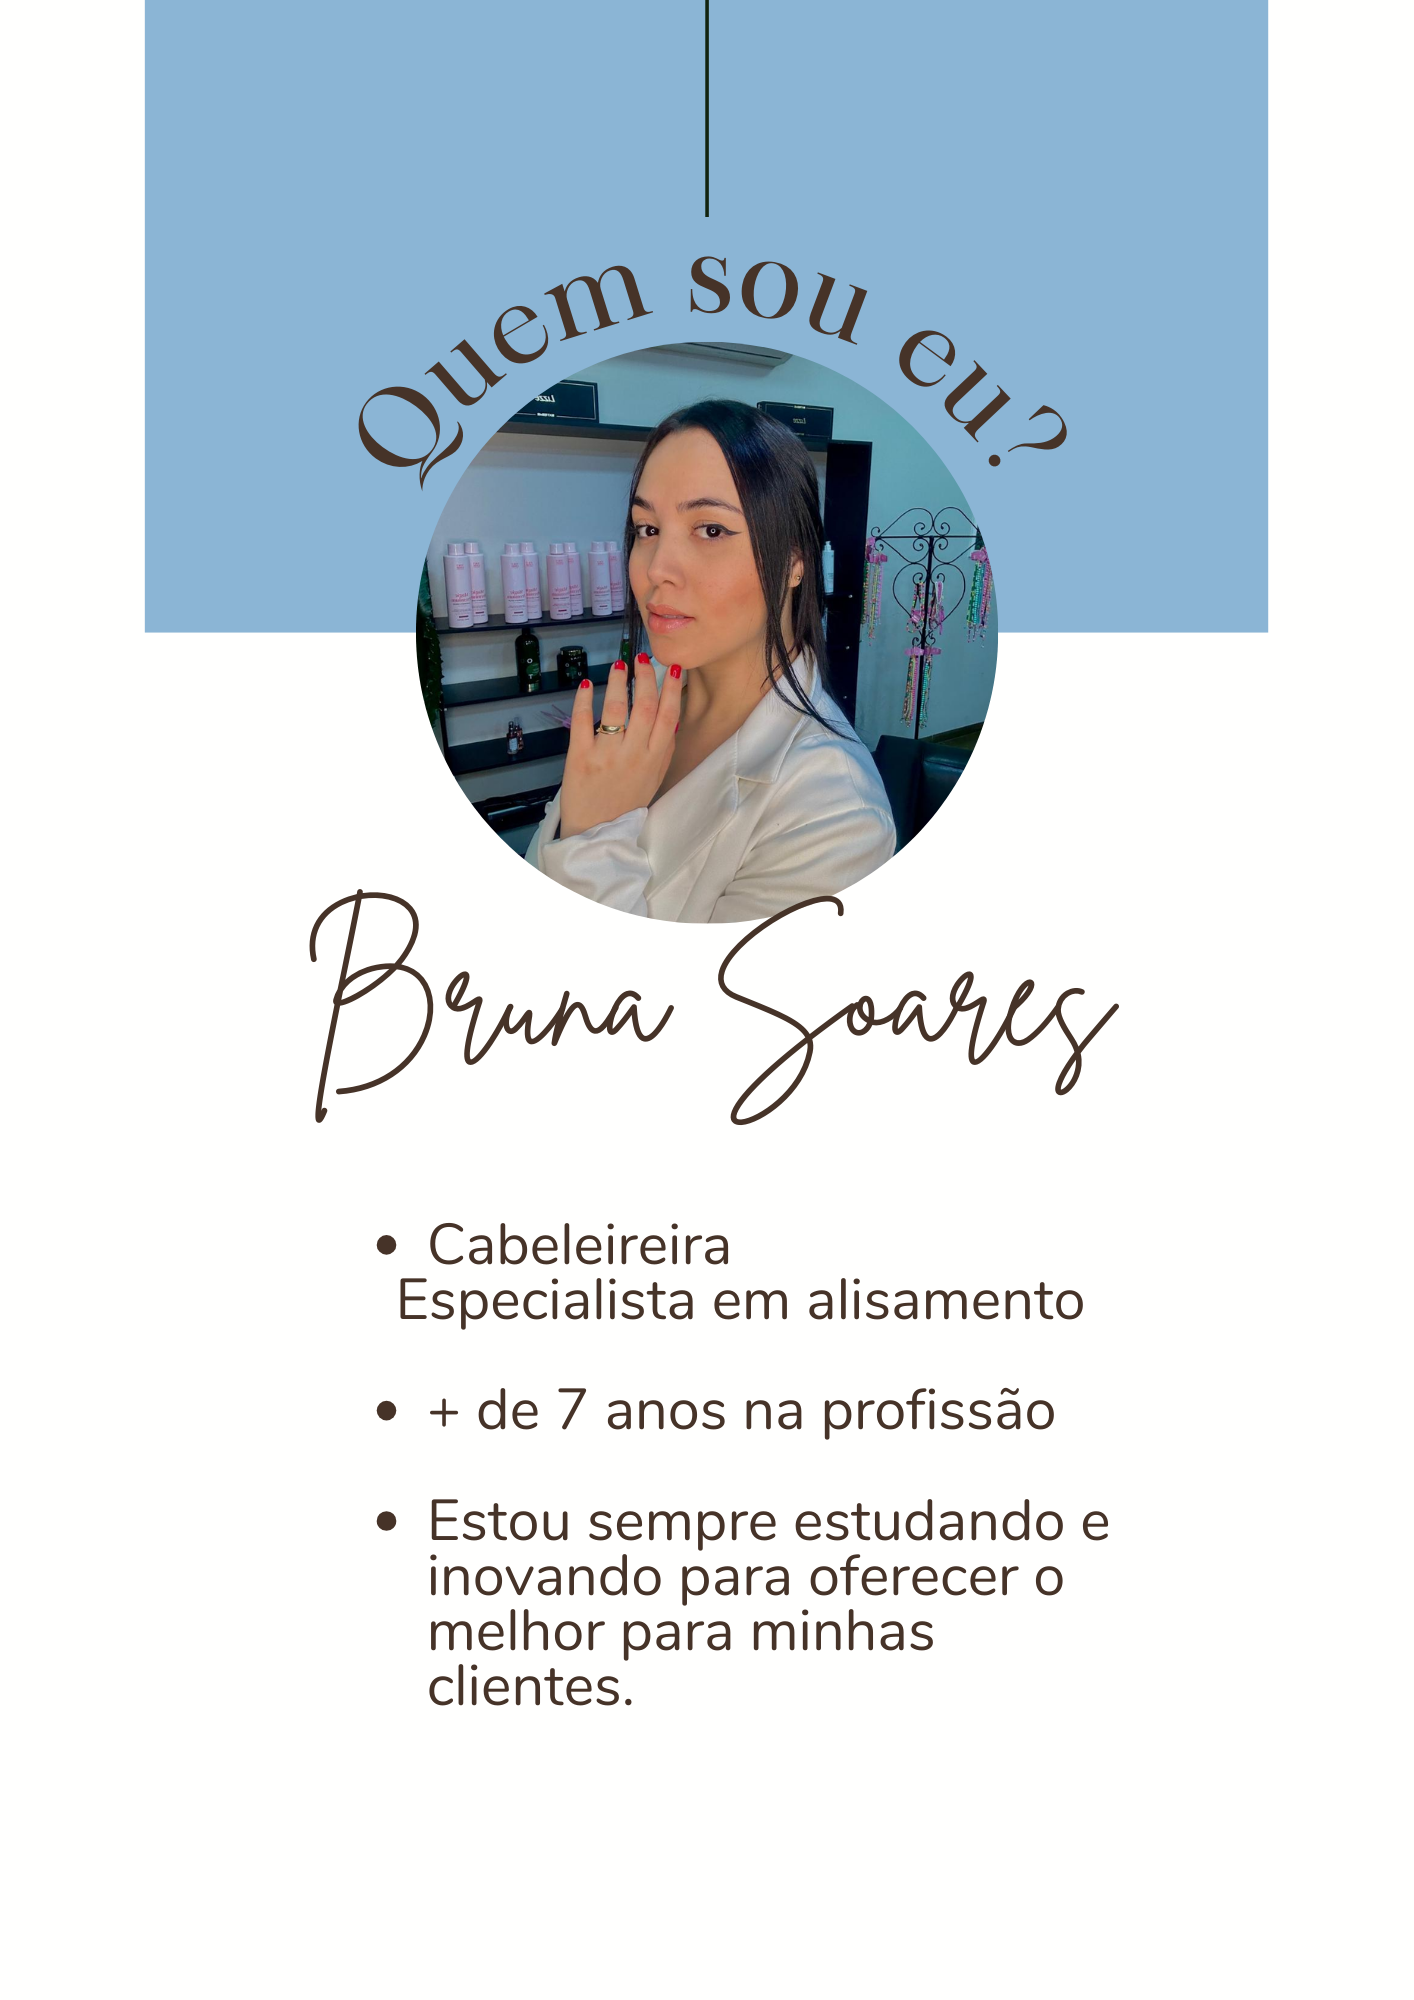 Quem sou eu?
Bruna Soares
• Cabeleireira
Especialista em alisamento
• + de 7 anos na profissão
• Estou sempre estudando e
inovando para oferecer o
melhor para minhas
clientes.